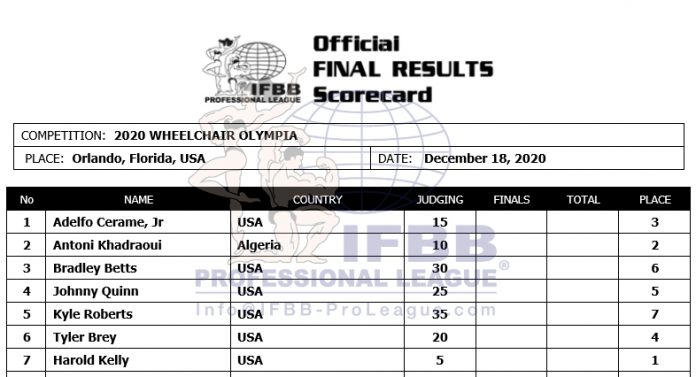 Official
FINAL RESULTS
Scorecard
IFBB
PROFESSIONAL LEAGUE
COMPETITION: 2020 WHEELCHAIR OLYMPIA
PLACE: Orlando, Florida, USA DATE: December 18, 2020
No NAME COUNTRY JUDGING FINALS TOTAL PLACE
1 Adelfo Cerame, Jr USA 15 3
2 Antoni Khadraoui Algeria 10 2
3 Bradley Betts USA 30 6
4 Johnny Quinn USA 25 5
5 Kyle Roberts USA 35 7
6 Tyler Brey USA 20 4
7 Harold Kelly USA 5 1
IFBB
PROFESSIONAL LEAGUE®
Info@IFBB-ProLeague.com